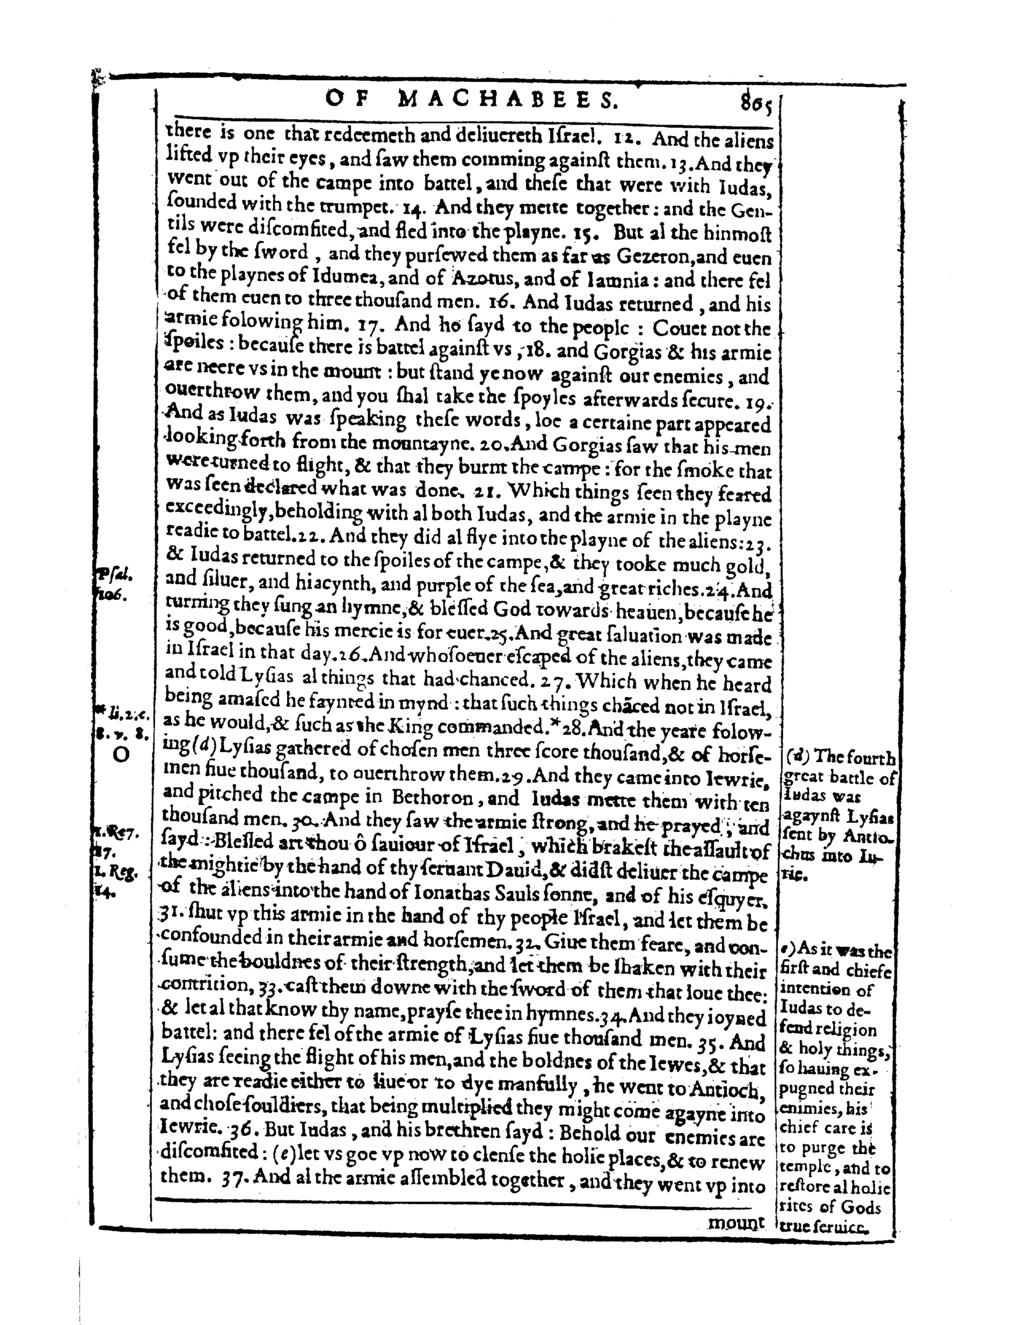 OF MACHABEES. 865
there is one that redeemeth and deliuereth Iſrael. 12. And the aliens
lifted vp their eyes, and ſaw them comming againſt them. 13. And they
went out of the campe into battel, and theſe that were with Iudas,
ſounded with the trumpet. 14. And they mette together: and the Gen-
tils were diſcomfited, and fled into the playne. 15. But al the hinmoſt
fel by the ſword, and they purſewed them as far as Gezeron, and euen
to the playnes of Idumea, and of Azotus, and of Iamnia: and there fel
of them euen to three thouſand men. 16. And Iudas returned, and his
armie folowing him. 17. And he ſayd to the people: Couet not the
ſpoiles: becauſe there is battel againſt vs, 18. and Gorgias & his armie
are neere vs in the mount: but ſtand ye now againſt our enemies, and
ouerthrow them, and you ſhal take the ſpoyles afterwards ſecure. 19.
And as Iudas was ſpeaking theſe words, loe a certaine part appeared
looking forth from the mountayne. 20. And Gorgias ſaw that his men
were turned to flight, & that they burnt the campe: for the ſmoke that
was ſeen declared what was done. 21. Which things ſeen they feared
exceedingly, beholding with al both Iudas, and the armie in the playne
readie to battel. 22. And they did al flye into the playne of the aliens: 23.
& Iudas returned to the ſpoiles of the campe, & they tooke much gold,
and ſiluer, and hiacynth, and purple of the ſea, and great riches. 24. And
turning they ſung an hymne, & bleſſed God towards heauen, becauſe he
is good, becauſe his mercie is for euer. 25. And great ſaluation was made
in Iſrael in that day. 26. And whoſoeuer eſcaped of the aliens, they came
and told Lyſias al things that had chanced. 27. Which when he heard
being amaſed he faynted in mynd: that ſuch things chāced not in Iſrael,
as he would, & ſuch as the King commanded. * 28. And the yeare folow-
ing (d) Lyſias gathered of choſen men three ſcore thouſand, & of horſe-
men fiue thouſand, to ouerthrow them. 29. And they came into Iewrie,
and pitched the campe in Bethoron, and Iudas mette them with ten
thouſand men. 30. And they ſaw the armie ſtrong, and he prayed, and
ſayd: Bleſſed art thou ô ſauiour of Iſrael, which brakeſt the aſſault of
the mightie by the hand of thy ſeruant Dauid, & didſt deliuer the campe
of the aliens into the hand of Ionathas Sauls ſonne, and of his eſquyer.
31. ſhut vp this armie in the hand of thy people Iſrael, and let them be
confounded in their armie and horſemen. 32. Giue them feare, and con-
ſume the bouldnes of their ſtrength, and let them be ſhaken with their
contrition, 33. caſt them downe with the ſword of them that loue thee:
& let al that know thy name, prayſe thee in hymnes. 34. And they ioyned
battel: and there fel of the armie of Lyſias fiue thouſand men. 35. And
Lyſias ſeeing the flight of his men, and the boldnes of the Iewes, & that
they are readie either to liue or to dye manfully, he went to Antioch,
and choſe ſouldiers, that being multiplied they might come agayne into
Iewrie. 36. But Iudas, and his brethren ſayd: Behold our enemies are
diſcomfited: (e) let vs goe vp now to clenſe the holie places, & to renew
them. 37. And al the armie aſſembled together, and they went vp into
mount
Pſal.
106.
* li. 2. c.
8. v. 8.
O
1. Re 7.
17.
1. Reg.
14.
(d) The fourth
great battle of
Iudas was
agaynſt Lyſias
ſent by Antio-
chus into Iu-
rie.
e) As it was the
firſt and chiefe
intention of
Iudas to de-
fend religion
& holy things,
ſo hauing ex-
pugned their
enimies, his
chief care is
to purge the
temple, and to
reſtore al holie
rites of Gods
true ſeruice.